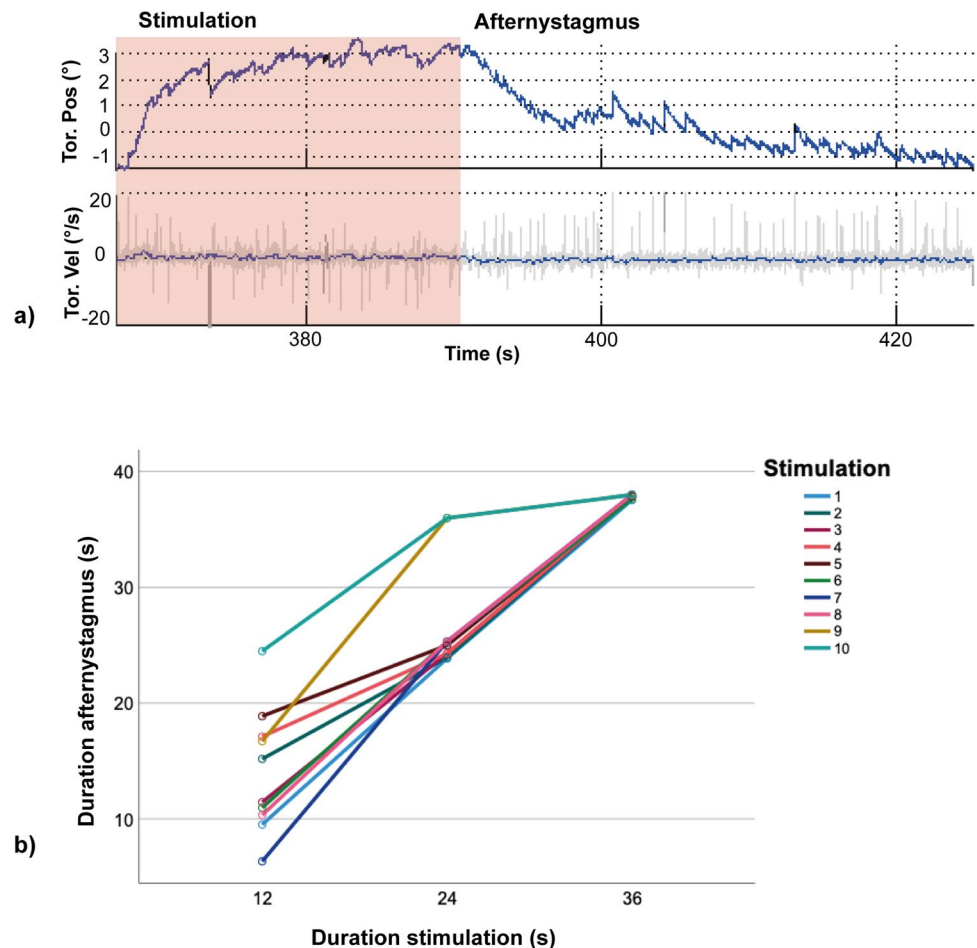 Stimulation Afternystagmus
Tor. Pos (°)
3
2
1
0
-1
Tor. Vel (°/s)
20
0
-20
a)
380 400 420
Time (s)
Duration afternystagmus (s)
40
30
20
10
b)
12 24 36
Duration stimulation (s)
Stimulation
1
2
3
4
5
6
7
8
9
10